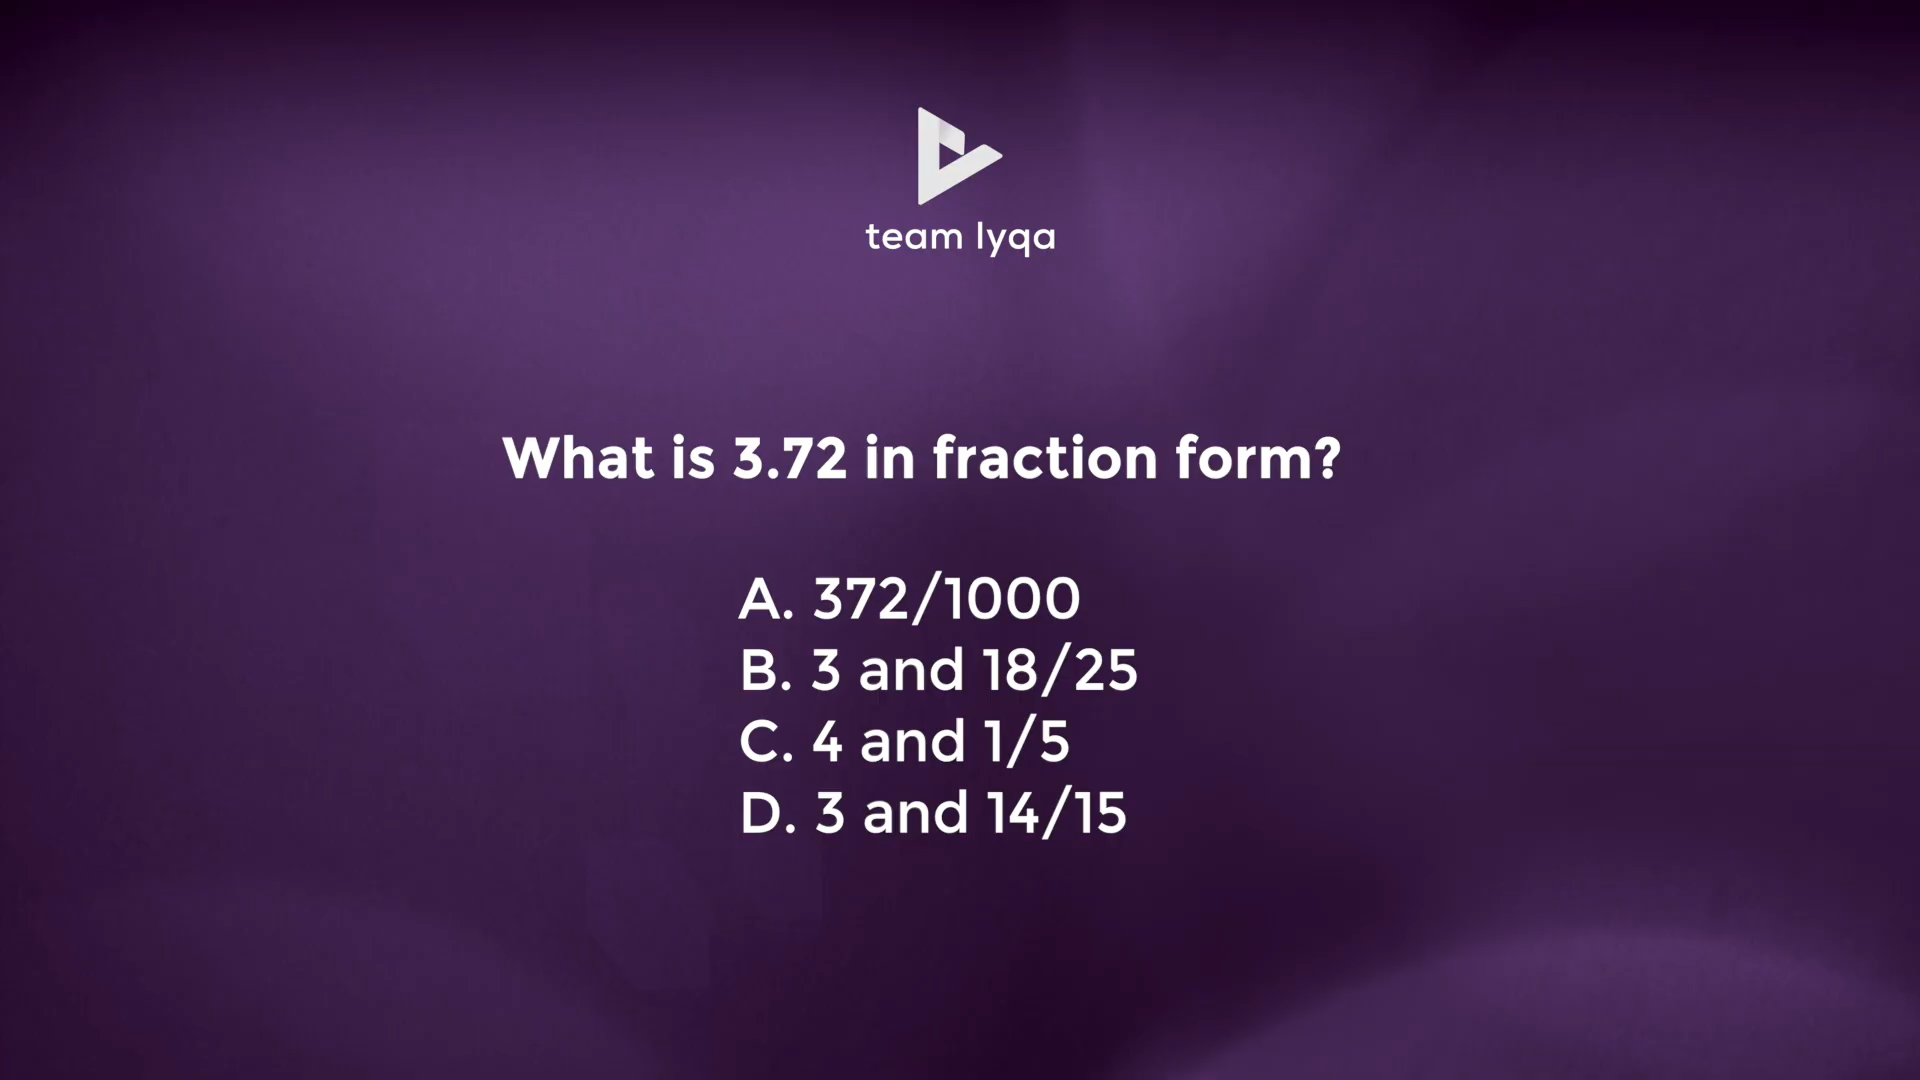 team lyqa
What is 3.72 in fraction form?
A. 372/1000
B. 3 and 18/25
C. 4 and 1/5
D. 3 and 14/15